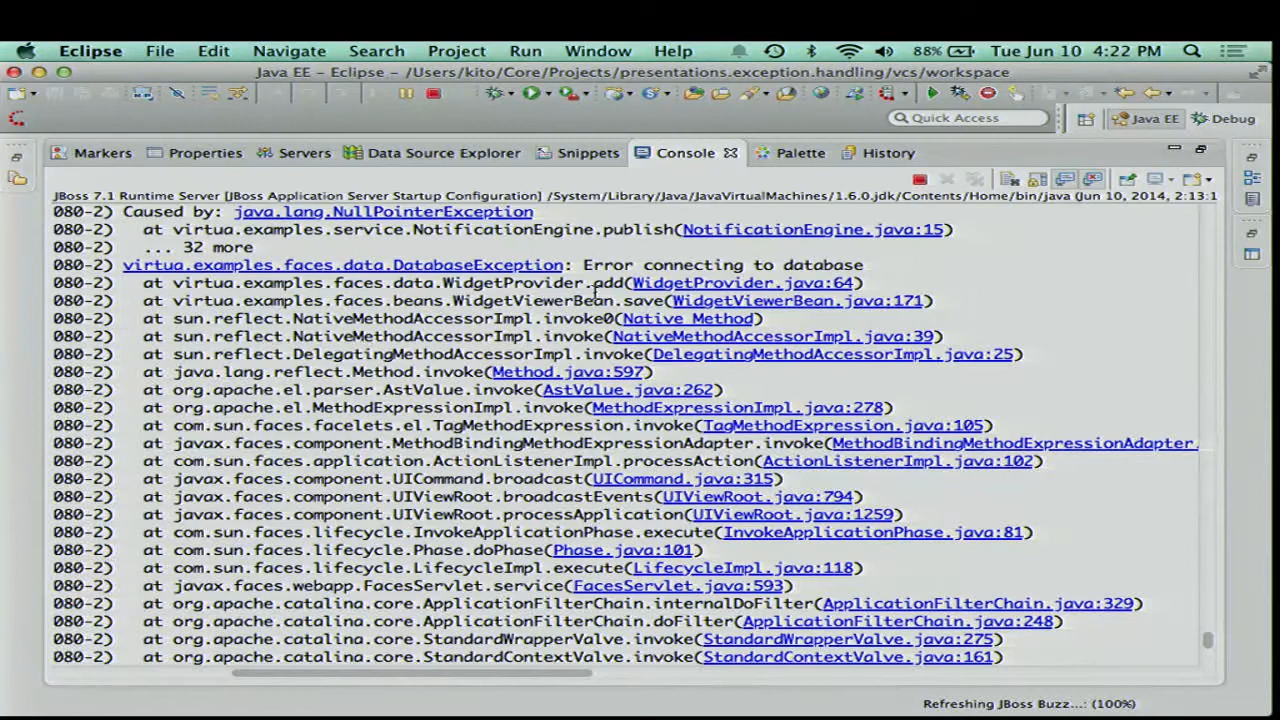 Eclipse File Edit Navigate Search Project Run Window Help 88% Tue Jun 10 4:22 PM
Java EE – Eclipse – /Users/kito/Core/Projects/presentations.exception.handling/vcs/workspace
Quick Access Java EE Debug
Markers Properties Servers Data Source Explorer Snippets Console Palette History
JBoss 7.1 Runtime Server [JBoss Application Server Startup Configuration] /System/Library/Java/JavaVirtualMachines/1.6.0.jdk/Contents/Home/bin/java (Jun 10, 2014, 2:13:1
080-2) Caused by: java.lang.NullPointerException
080-2) at virtua.examples.service.NotificationEngine.publish(NotificationEngine.java:15)
080-2) ... 32 more
080-2) virtua.examples.faces.data.DatabaseException: Error connecting to database
080-2) at virtua.examples.faces.data.WidgetProvider.add(WidgetProvider.java:64)
080-2) at virtua.examples.faces.beans.WidgetViewerBean.save(WidgetViewerBean.java:171)
080-2) at sun.reflect.NativeMethodAccessorImpl.invoke0(Native Method)
080-2) at sun.reflect.NativeMethodAccessorImpl.invoke(NativeMethodAccessorImpl.java:39)
080-2) at sun.reflect.DelegatingMethodAccessorImpl.invoke(DelegatingMethodAccessorImpl.java:25)
080-2) at java.lang.reflect.Method.invoke(Method.java:597)
080-2) at org.apache.el.parser.AstValue.invoke(AstValue.java:262)
080-2) at org.apache.el.MethodExpressionImpl.invoke(MethodExpressionImpl.java:278)
080-2) at com.sun.faces.facelets.el.TagMethodExpression.invoke(TagMethodExpression.java:105)
080-2) at javax.faces.component.MethodBindingMethodExpressionAdapter.invoke(MethodBindingMethodExpressionAdapter.
080-2) at com.sun.faces.application.ActionListenerImpl.processAction(ActionListenerImpl.java:102)
080-2) at javax.faces.component.UICommand.broadcast(UICommand.java:315)
080-2) at javax.faces.component.UIViewRoot.broadcastEvents(UIViewRoot.java:794)
080-2) at javax.faces.component.UIViewRoot.processApplication(UIViewRoot.java:1259)
080-2) at com.sun.faces.lifecycle.InvokeApplicationPhase.execute(InvokeApplicationPhase.java:81)
080-2) at com.sun.faces.lifecycle.Phase.doPhase(Phase.java:101)
080-2) at com.sun.faces.lifecycle.LifecycleImpl.execute(LifecycleImpl.java:118)
080-2) at javax.faces.webapp.FacesServlet.service(FacesServlet.java:593)
080-2) at org.apache.catalina.core.ApplicationFilterChain.internalDoFilter(ApplicationFilterChain.java:329)
080-2) at org.apache.catalina.core.ApplicationFilterChain.doFilter(ApplicationFilterChain.java:248)
080-2) at org.apache.catalina.core.StandardWrapperValve.invoke(StandardWrapperValve.java:275)
080-2) at org.apache.catalina.core.StandardContextValve.invoke(StandardContextValve.java:161)
Refreshing JBoss Buzz...: (100%)